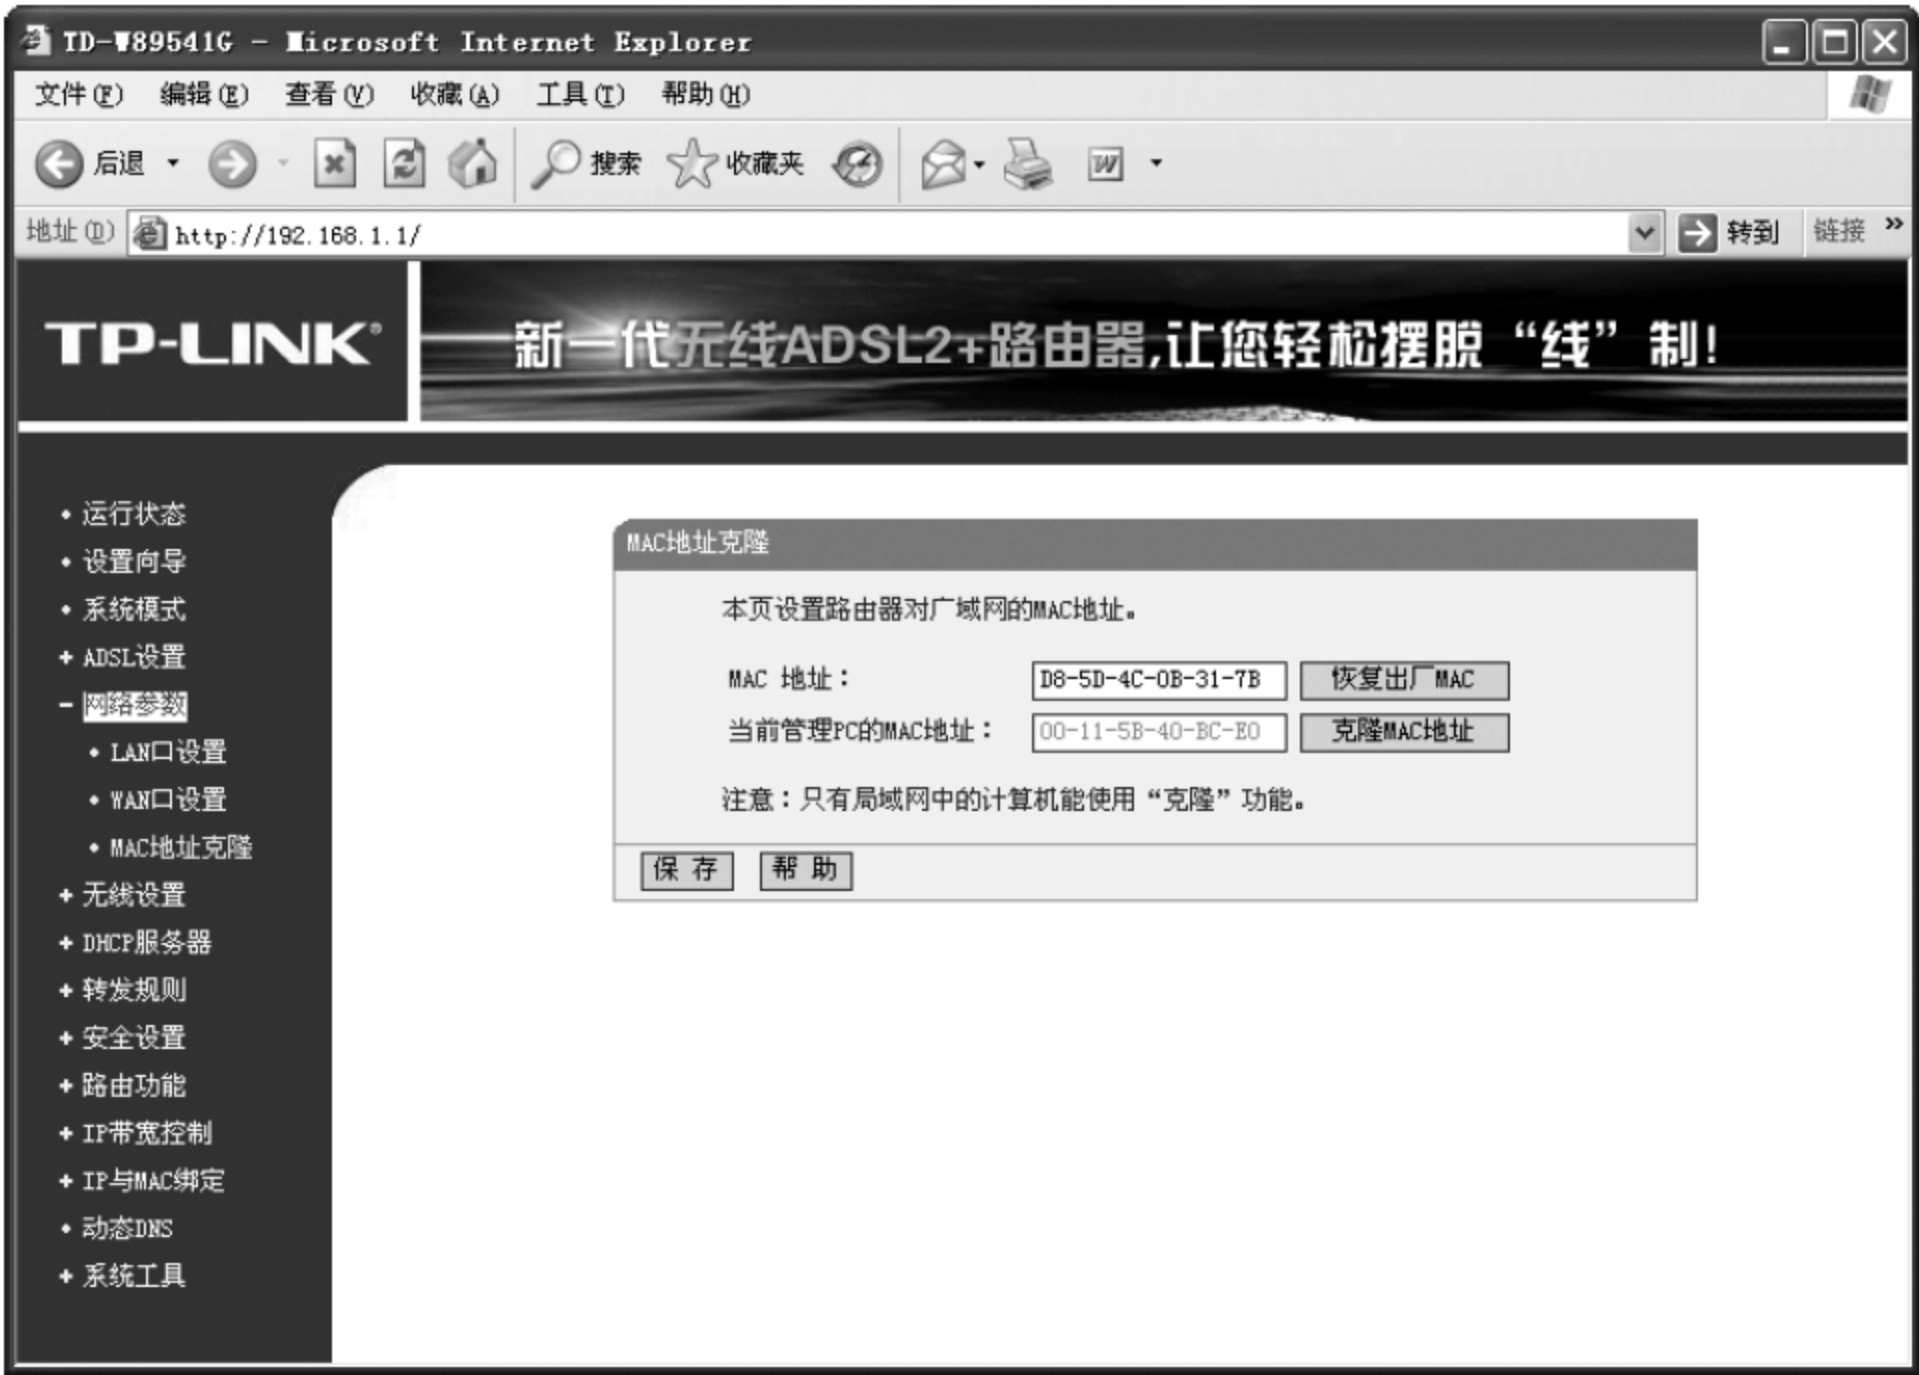 TD-W89541G - Microsoft Internet Explorer
文件(F) 编辑(E) 查看(V) 收藏(A) 工具(T) 帮助(H)
后退 搜索 收藏夹
地址(D) http://192.168.1.1/ 转到 链接 »
TP-LINK® 新一代无线ADSL2+路由器,让您轻松摆脱“线”制!
• 运行状态
• 设置向导
• 系统模式
+ ADSL设置
- 网络参数
• LAN口设置
• WAN口设置
• MAC地址克隆
+ 无线设置
+ DHCP服务器
+ 转发规则
+ 安全设置
+ 路由功能
+ IP带宽控制
+ IP与MAC绑定
• 动态DNS
+ 系统工具
MAC地址克隆
本页设置路由器对广域网的MAC地址。
MAC 地址： D8-5D-4C-0B-31-7B 恢复出厂MAC
当前管理PC的MAC地址： 00-11-5B-40-BC-E0 克隆MAC地址
注意：只有局域网中的计算机能使用“克隆”功能。
保 存 帮 助